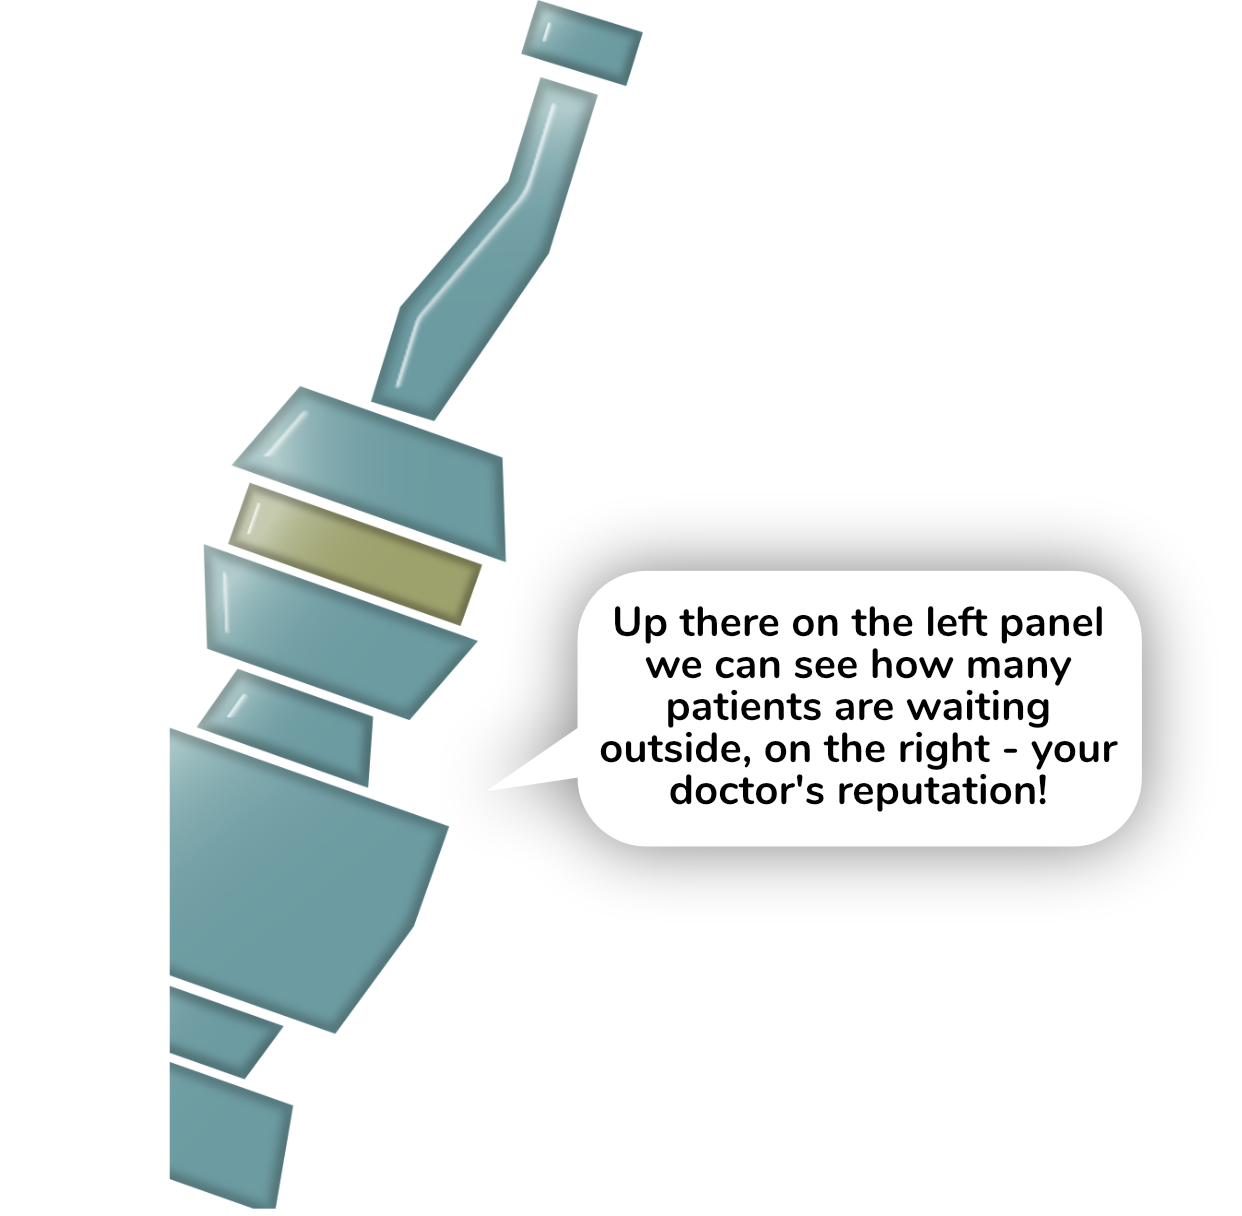 Up there on the left panel
we can see how many
patients are waiting
outside, on the right - your
doctor's reputation!